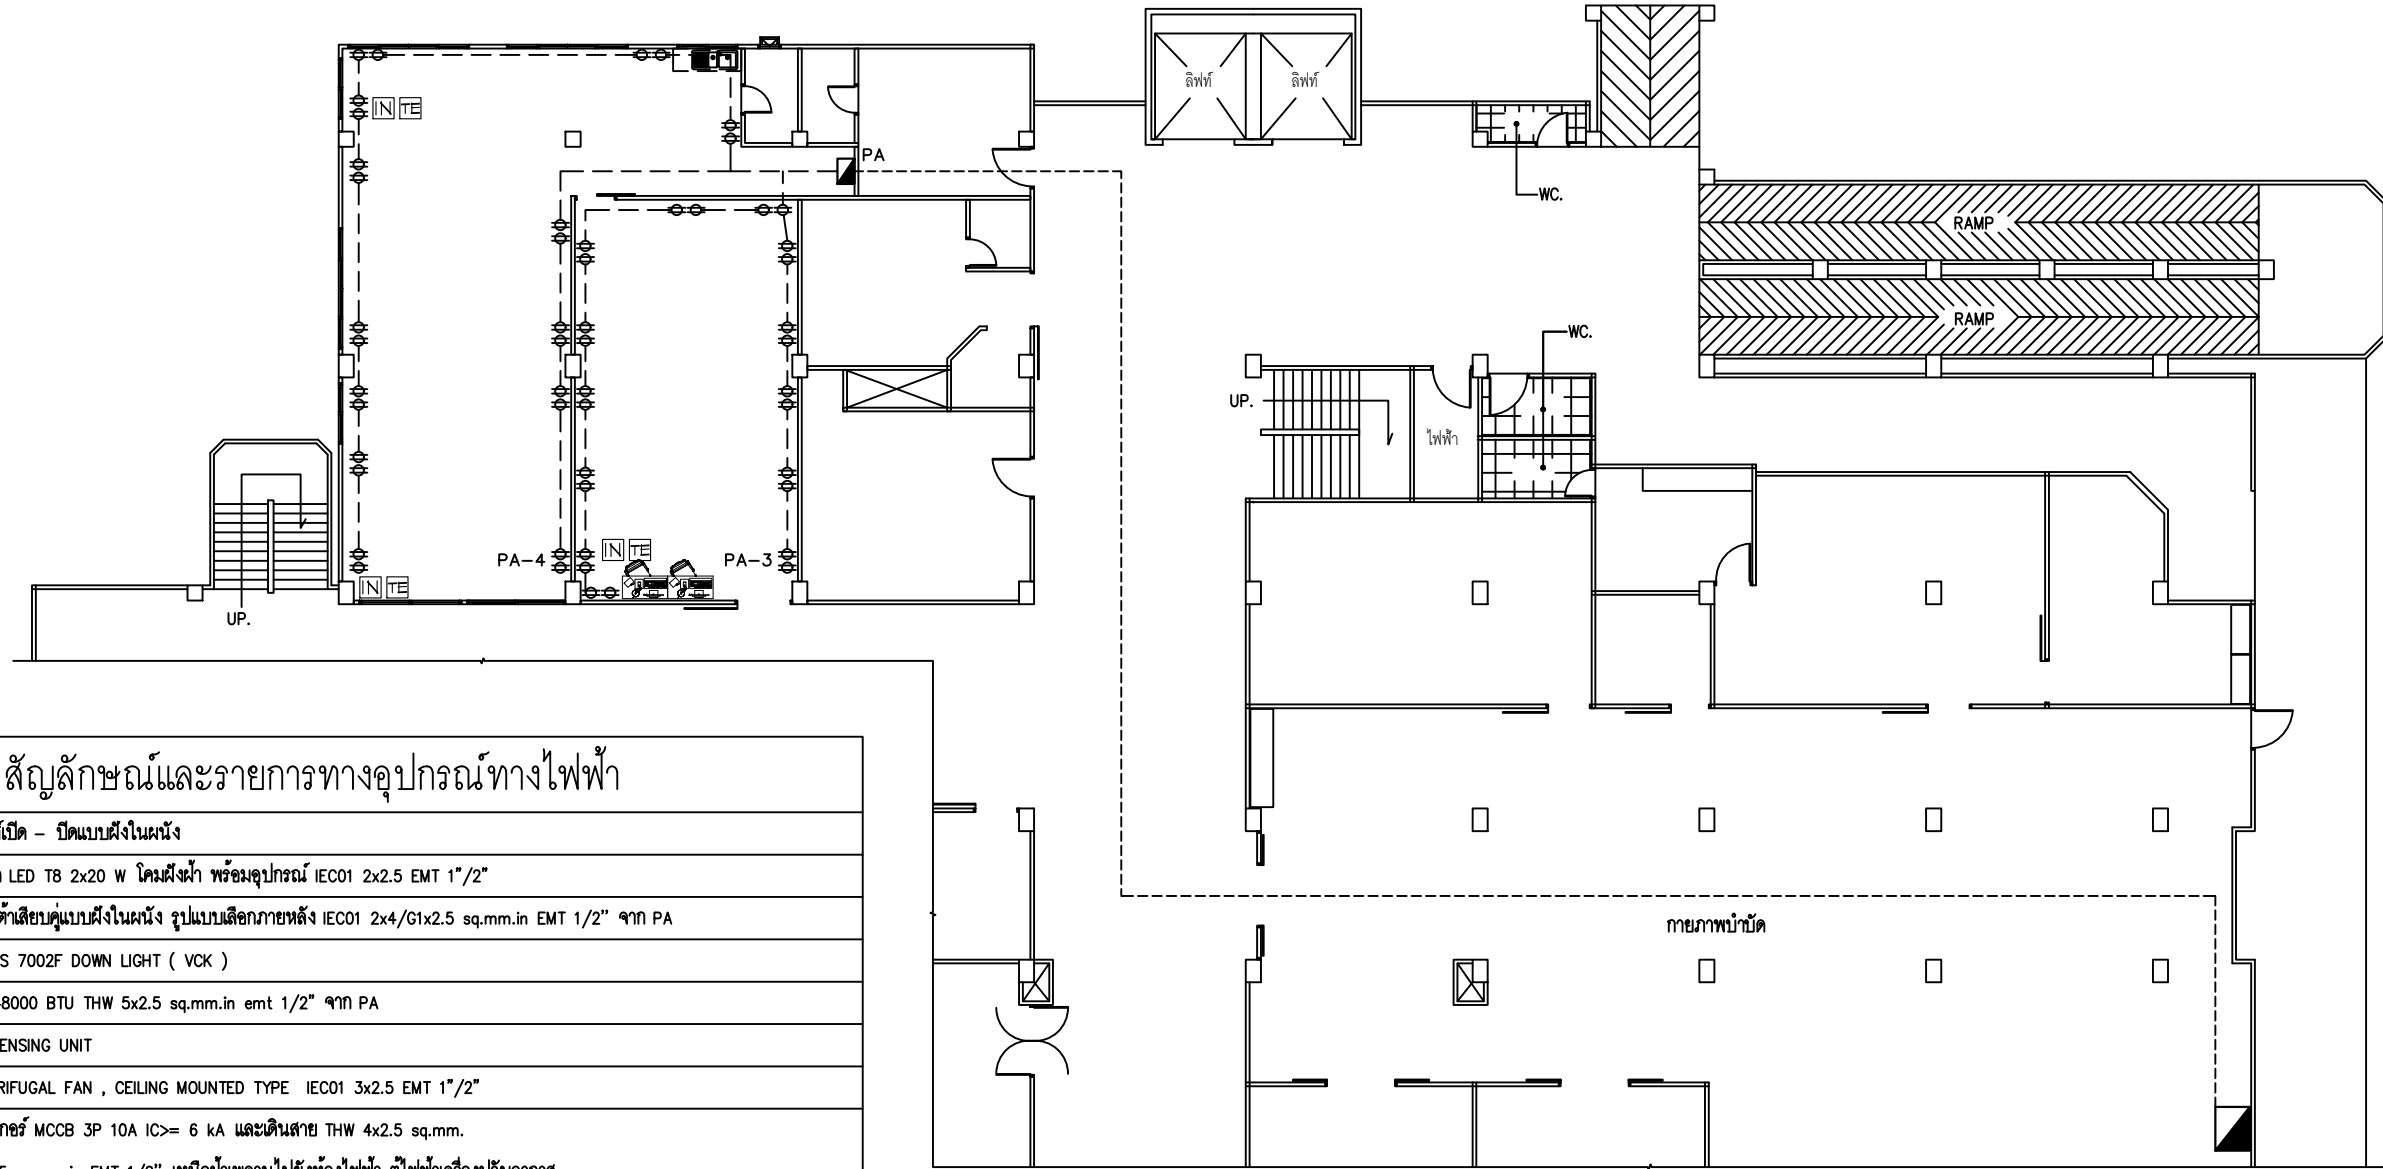 ลิฟท์ ลิฟท์
IN TE
PA
WC.
RAMP
RAMP
WC.
UP.
ไฟฟ้า
PA-4
IN TE
PA-3
IN TE
UP.
สัญลักษณ์และรายการทางอุปกรณ์ทางไฟฟ้า
เปิด - ปิดแบบฝังในผนัง
LED T8 2x20 W โคมฝังฝ้า พร้อมอุปกรณ์ IEC01 2x2.5 EMT 1"/2"
ต้าเสียบคู่แบบฝังในผนัง รูปแบบเลือกภายหลัง IEC01 2x4/G1x2.5 sq.mm.in EMT 1/2" จาก PA
กายภาพบำบัด
S 7002F DOWN LIGHT ( VCK )
8000 BTU THW 5x2.5 sq.mm.in emt 1/2" จาก PA
ENSING UNIT
RIFUGAL FAN , CEILING MOUNTED TYPE IEC01 3x2.5 EMT 1"/2"
กอร์ MCCB 3P 10A IC>= 6 kA และเดินสาย THW 4x2.5 sq.mm.